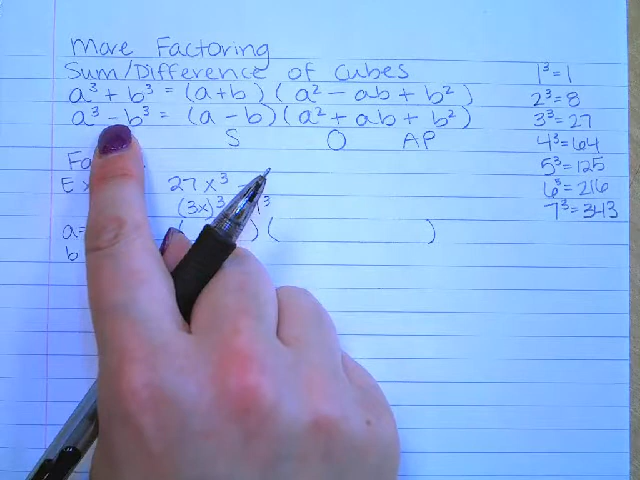 More Factoring
Sum/Difference of Cubes
a³ + b³ = (a+b)(a² - ab + b²)
a³ - b³ = (a - b)(a² + ab + b²)
S O AP
27x³ -
(3x)³ ³
a= ( )( )
b
1³ = 1
2³ = 8
3³ = 27
4³ = 64
5³ = 125
6³ = 216
7³ = 343